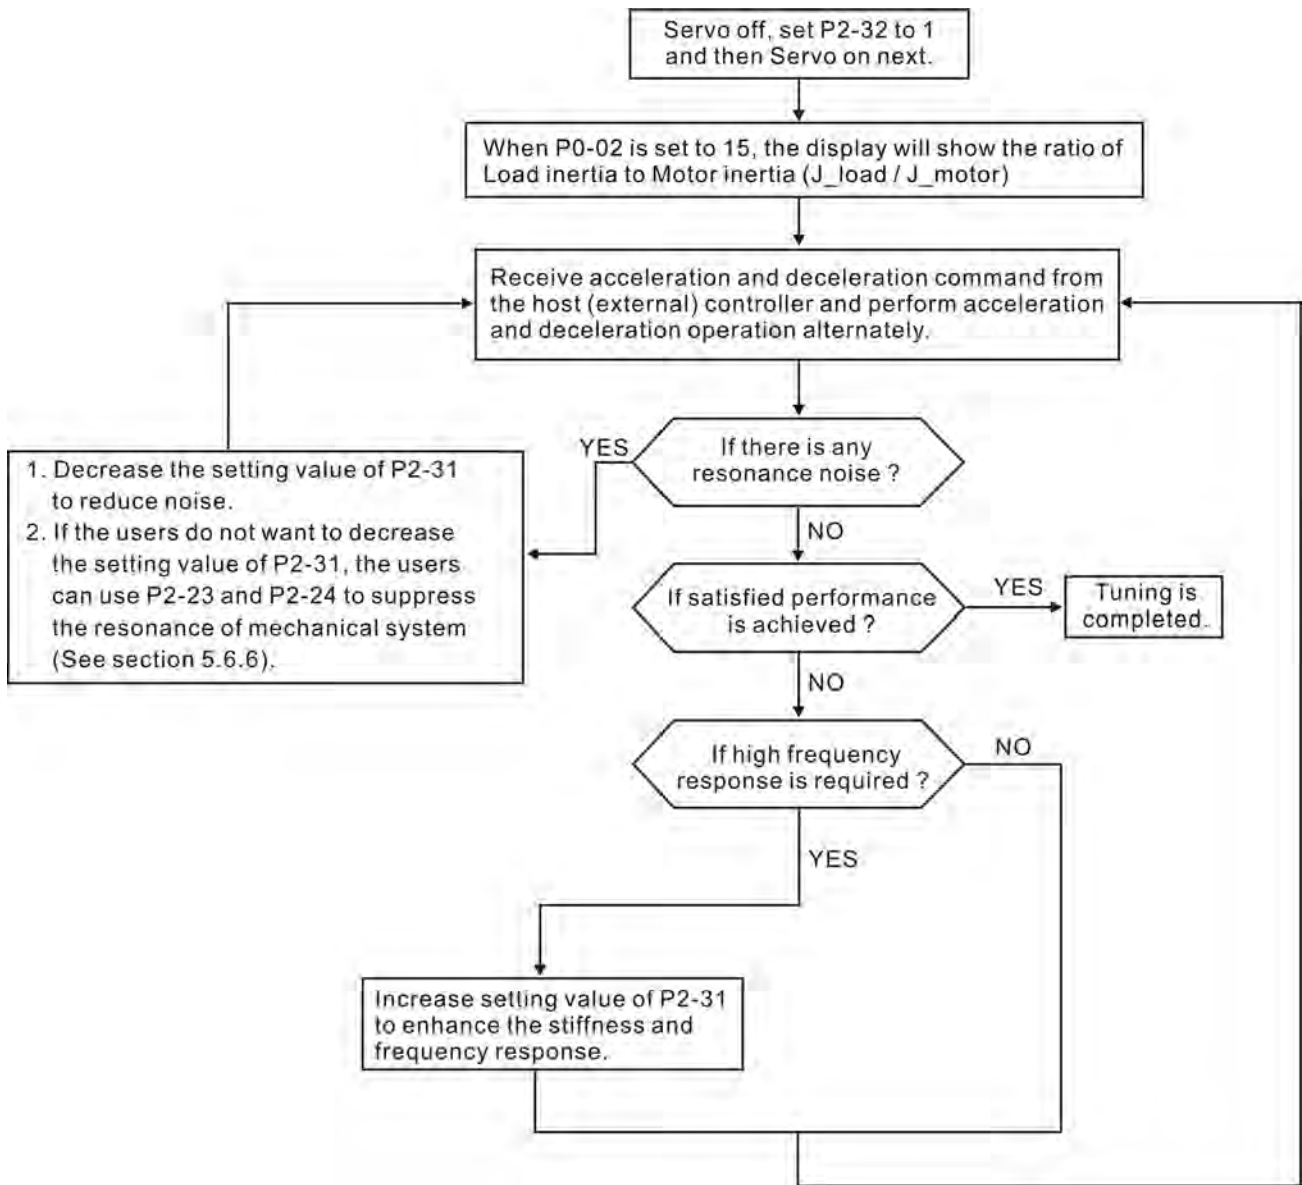 Servo off, set P2-32 to 1
and then Servo on next.
When P0-02 is set to 15, the display will show the ratio of
Load inertia to Motor inertia (J_load / J_motor)
Receive acceleration and deceleration command from
the host (external) controller and perform acceleration
and deceleration operation alternately.
YES
If there is any
resonance noise ?
1. Decrease the setting value of P2-31
to reduce noise.
2. If the users do not want to decrease
the setting value of P2-31, the users
can use P2-23 and P2-24 to suppress
the resonance of mechanical system
(See section 5.6.6).
NO
If satisfied performance
is achieved ?
YES
Tuning is
completed.
NO
If high frequency
response is required ?
NO
YES
Increase setting value of P2-31
to enhance the stiffness and
frequency response.